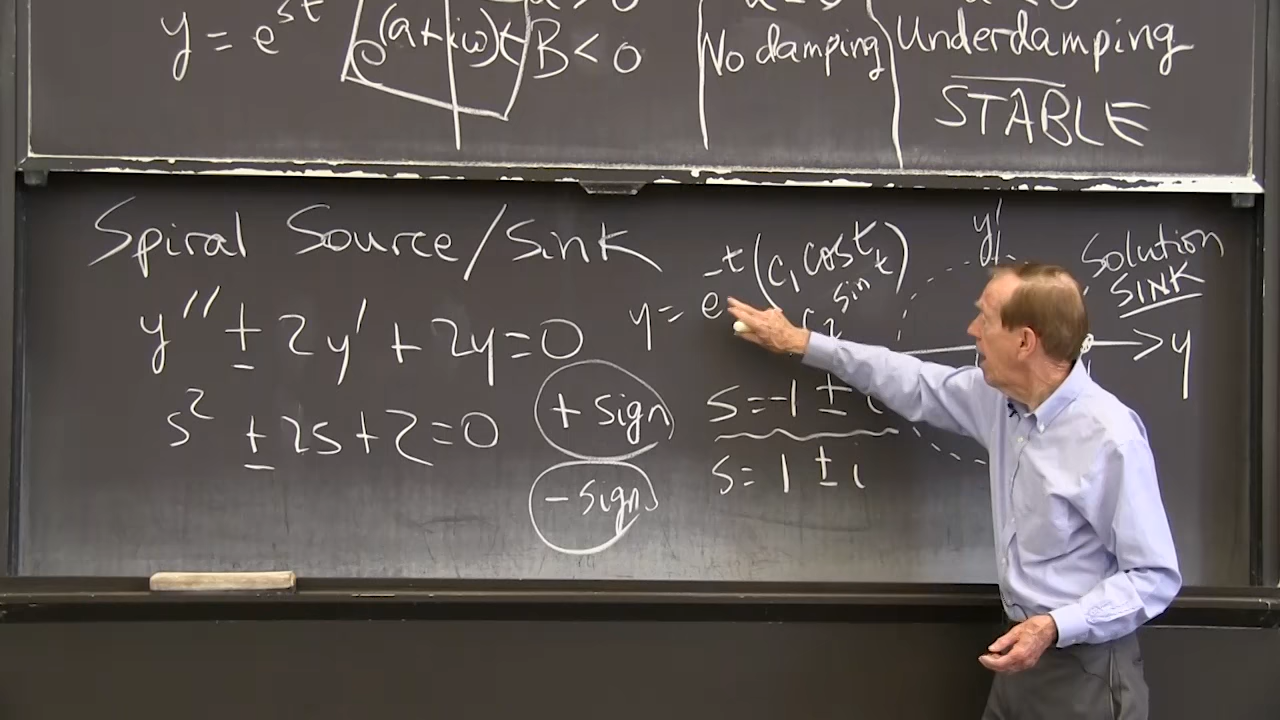 y = e^{st} e^{(a+iω)t} B < 0
No damping
Underdamping
STABLE
Spiral Source/Sink
y'' ± 2y' + 2y = 0
s² ± 2s + 2 = 0
+ sign
- sign
y = e^{-t} (c₁ cos t
sin t)
s = -1 ±
s = 1 ± i
y'
Solution
SINK
y